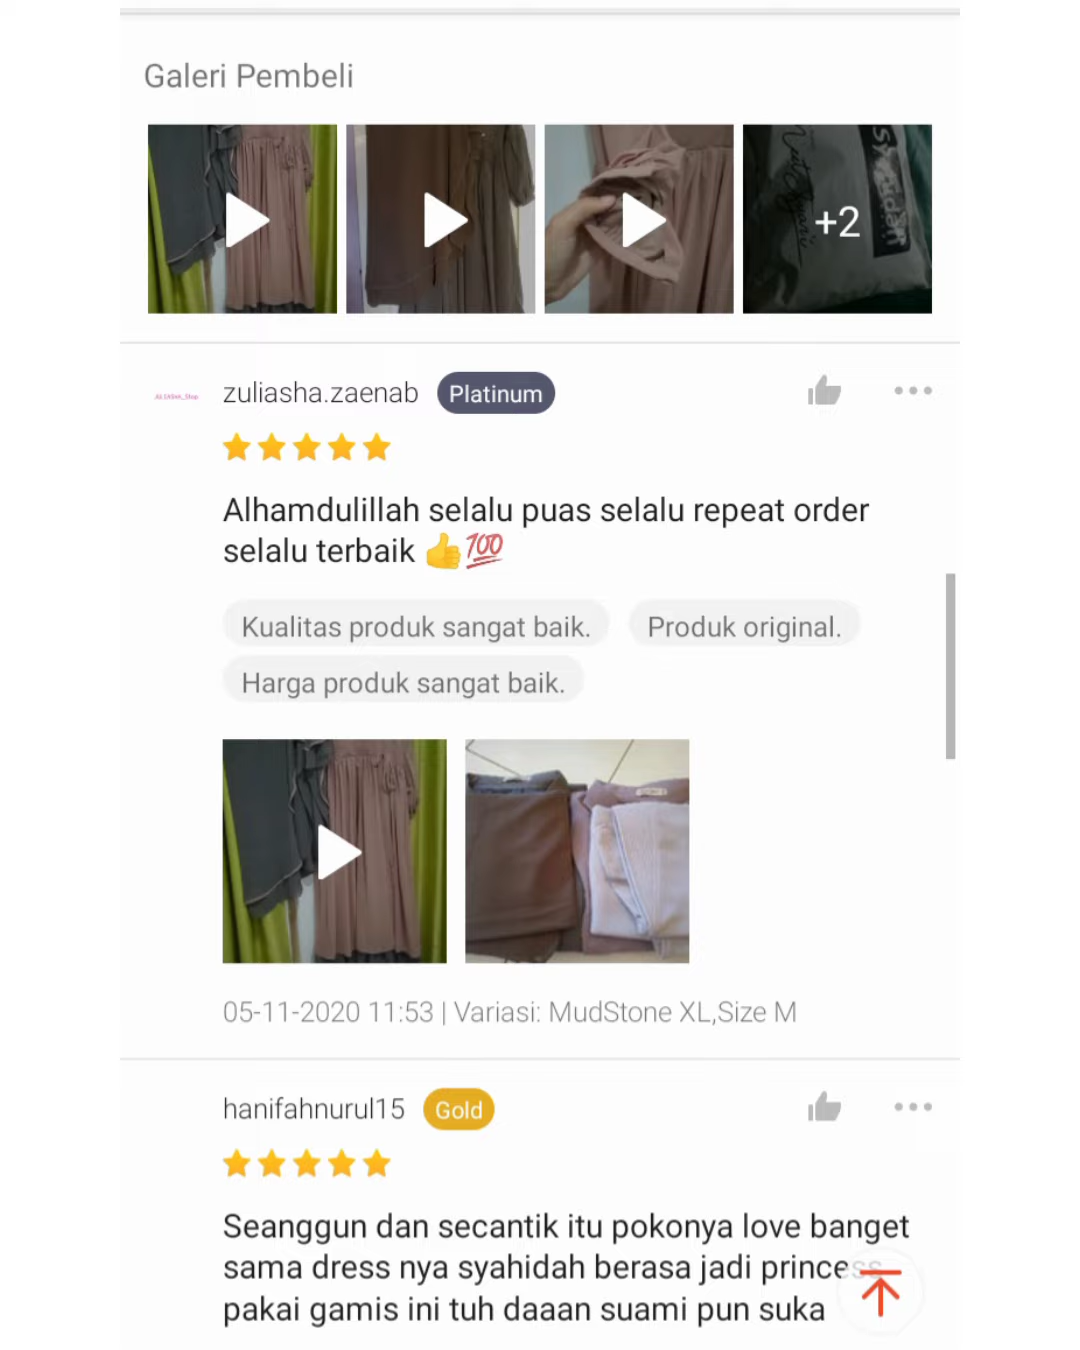 Galeri Pembeli
+2
zuliasha.zaenab Platinum
Alhamdulillah selalu puas selalu repeat order
selalu terbaik 👍💯
Kualitas produk sangat baik. Produk original.
Harga produk sangat baik.
05-11-2020 11:53 | Variasi: MudStone XL,Size M
hanifahnurul15 Gold
Seanggun dan secantik itu pokonya love banget
sama dress nya syahidah berasa jadi princess
pakai gamis ini tuh daaan suami pun suka